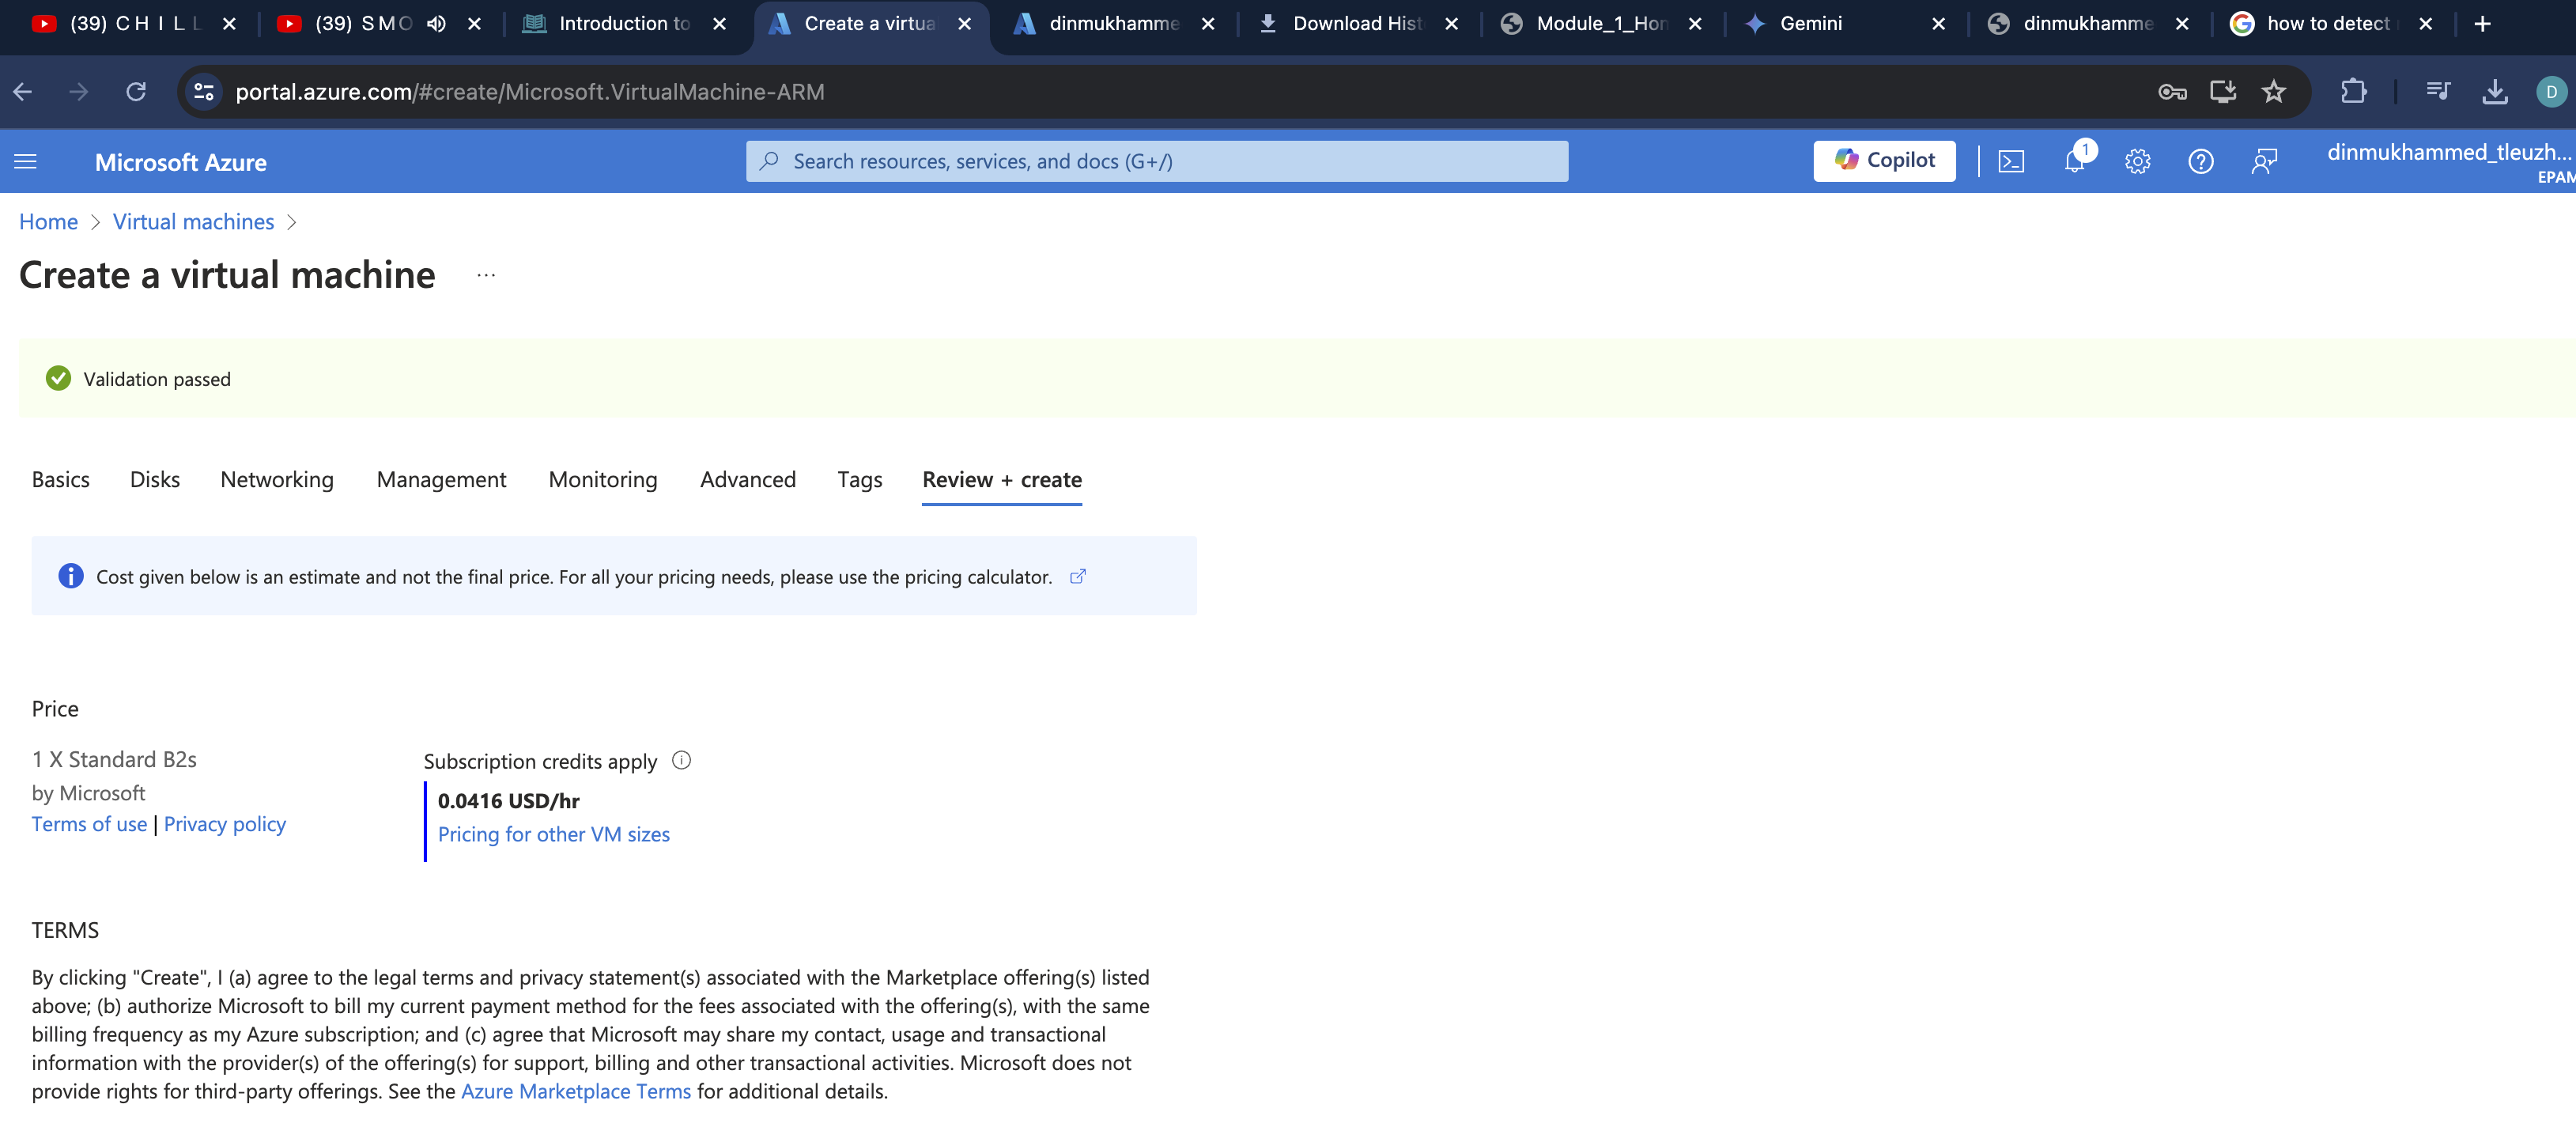 (39) C H I L L
(39) S M O
Introduction to
Create a virtua
dinmukhamme
Download Hist
Module_1_Hom
Gemini
dinmukhamme
how to detect
portal.azure.com/#create/Microsoft.VirtualMachine-ARM
D
Microsoft Azure
Search resources, services, and docs (G+/)
Copilot
1
dinmukhammed_tleuzh...
EPAM
Home > Virtual machines >
Create a virtual machine ...
Validation passed
Basics Disks Networking Management Monitoring Advanced Tags Review + create
Cost given below is an estimate and not the final price. For all your pricing needs, please use the pricing calculator.
Price
1 X Standard B2s
by Microsoft
Terms of use | Privacy policy
Subscription credits apply
0.0416 USD/hr
Pricing for other VM sizes
TERMS
By clicking "Create", I (a) agree to the legal terms and privacy statement(s) associated with the Marketplace offering(s) listed
above; (b) authorize Microsoft to bill my current payment method for the fees associated with the offering(s), with the same
billing frequency as my Azure subscription; and (c) agree that Microsoft may share my contact, usage and transactional
information with the provider(s) of the offering(s) for support, billing and other transactional activities. Microsoft does not
provide rights for third-party offerings. See the Azure Marketplace Terms for additional details.